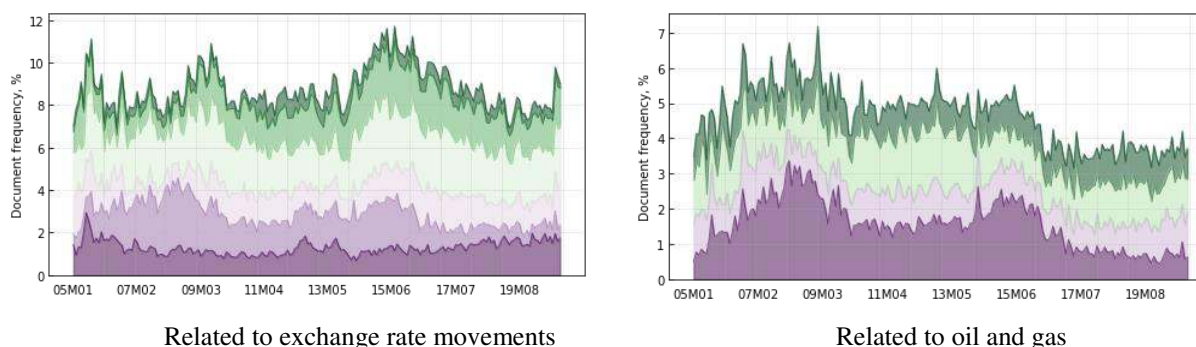 Document frequency, %
12
10
8
6
4
2
0
05M01 07M02 09M03 11M04 13M05 15M06 17M07 19M08
Related to exchange rate movements
Document frequency, %
7
6
5
4
3
2
1
0
05M01 07M02 09M03 11M04 13M05 15M06 17M07 19M08
Related to oil and gas